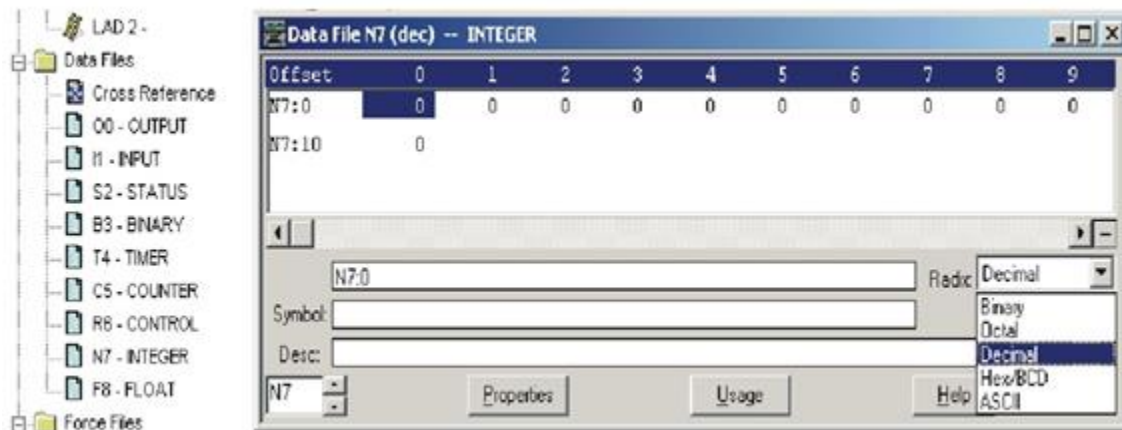 LAD 2 -
Data Files
Cross Reference
O0 - OUTPUT
I1 - INPUT
S2 - STATUS
B3 - BINARY
T4 - TIMER
C5 - COUNTER
R6 - CONTROL
N7 - INTEGER
F8 - FLOAT
Force Files
Data File N7 (dec) -- INTEGER
Offset 0 1 2 3 4 5 6 7 8 9
N7:0 0 0 0 0 0 0 0 0 0 0
N7:10 0
N7:0
Radix: Decimal
Symbol:
Desc:
Binary
Octal
Decimal
Hex/BCD
ASCII
N7
Properties
Usage
Help